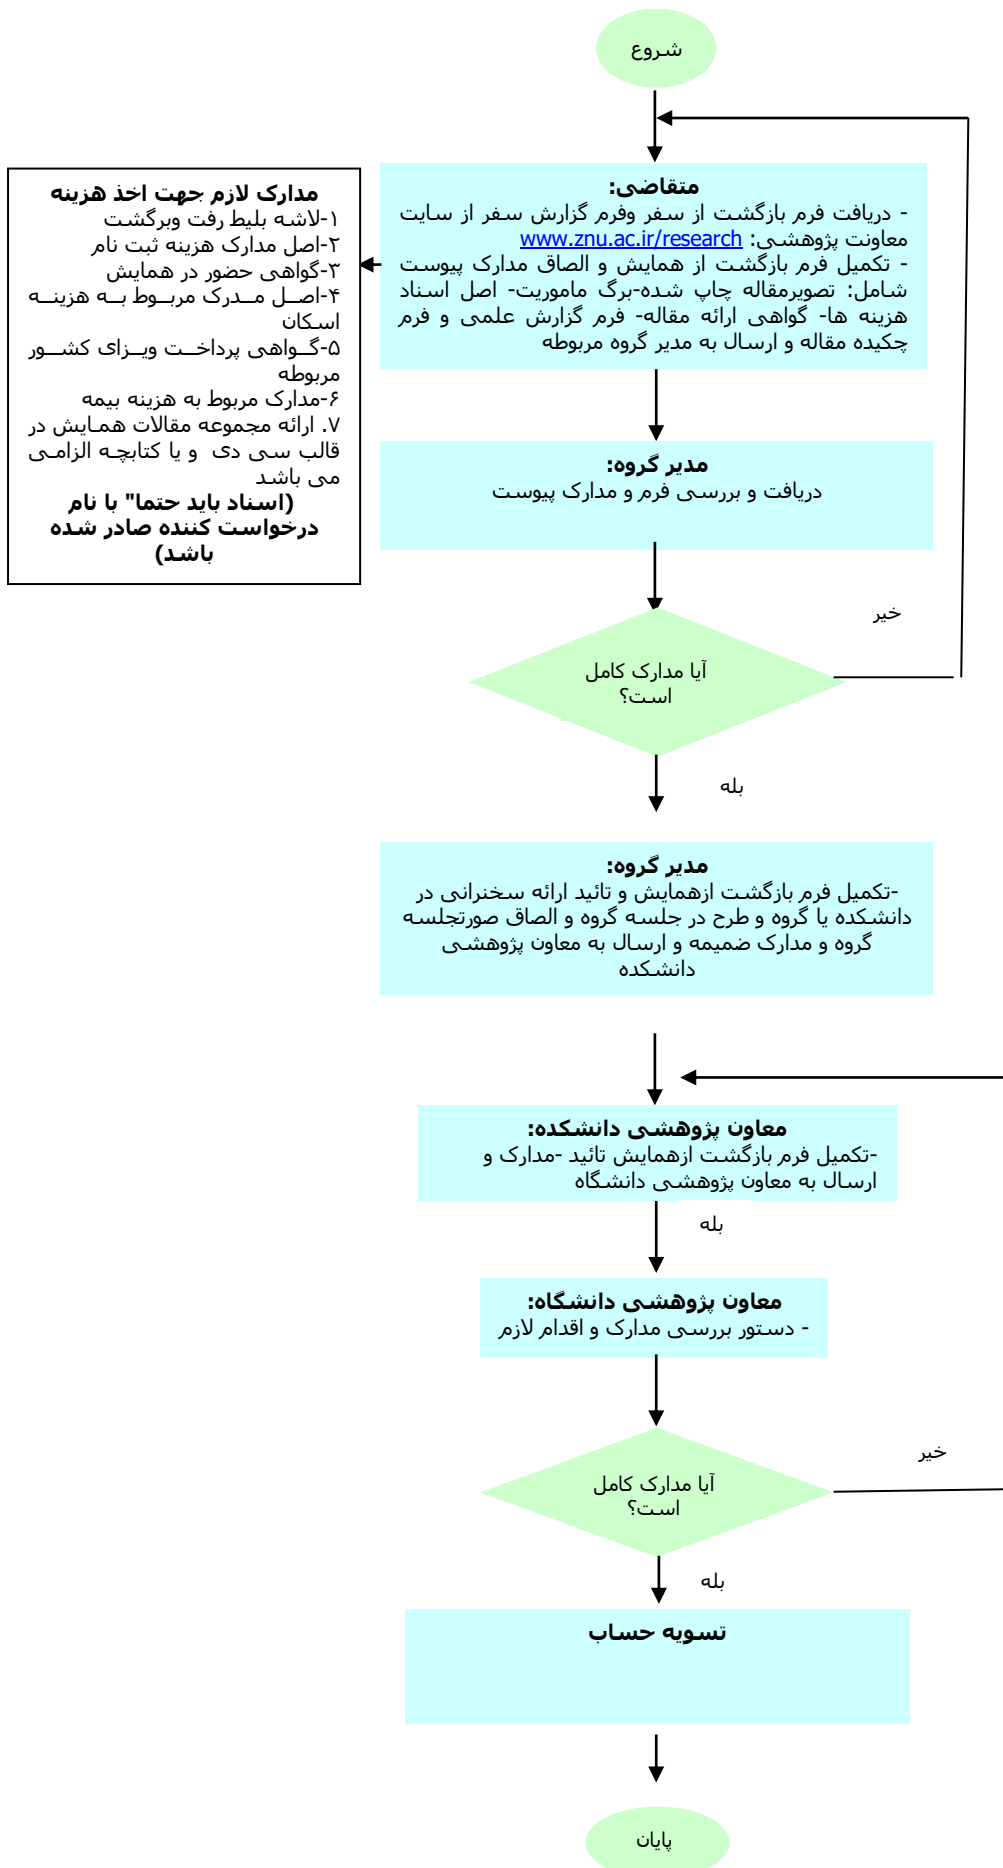 شروع
متقاضی:
- دریافت فرم بازگشت از سفر وفرم گزارش سفر از سایت
معاونت پژوهشی: www.znu.ac.ir/research
- تکمیل فرم بازگشت از همایش و الصاق مدارک پیوست
شامل: تصویرمقاله چاپ شده-برگ ماموریت- اصل اسناد
هزینه ها- گواهی ارائه مقاله- فرم گزارش علمی و فرم
چکیده مقاله و ارسال به مدیر گروه مربوطه
مدارک لازم جهت اخذ هزینه
۱-لاشه بلیط رفت وبرگشت
۲-اصل مدارک هزینه ثبت نام
۳-گواهی حضور در همایش
۴-اصل مدرک مربوط به هزینه
اسکان
۵-گواهی پرداخت ویزای کشور
مربوطه
۶-مدارک مربوط به هزینه بیمه
۷. ارائه مجموعه مقالات همایش در
قالب سی دی و یا کتابچه الزامی
می باشد
(اسناد باید حتما" با نام
درخواست کننده صادر شده
باشد)
مدیر گروه:
دریافت و بررسی فرم و مدارک پیوست
خیر
آیا مدارک کامل
است؟
بله
مدیر گروه:
-تکمیل فرم بازگشت ازهمایش و تائید ارائه سخنرانی در
دانشکده یا گروه و طرح در جلسه گروه و الصاق صورتجلسه
گروه و مدارک ضمیمه و ارسال به معاون پژوهشی
دانشکده
معاون پژوهشی دانشکده:
-تکمیل فرم بازگشت ازهمایش تائید -مدارک و
ارسال به معاون پژوهشی دانشگاه
بله
معاون پژوهشی دانشگاه:
- دستور بررسی مدارک و اقدام لازم
خیر
آیا مدارک کامل
است؟
بله
تسویه حساب
پایان